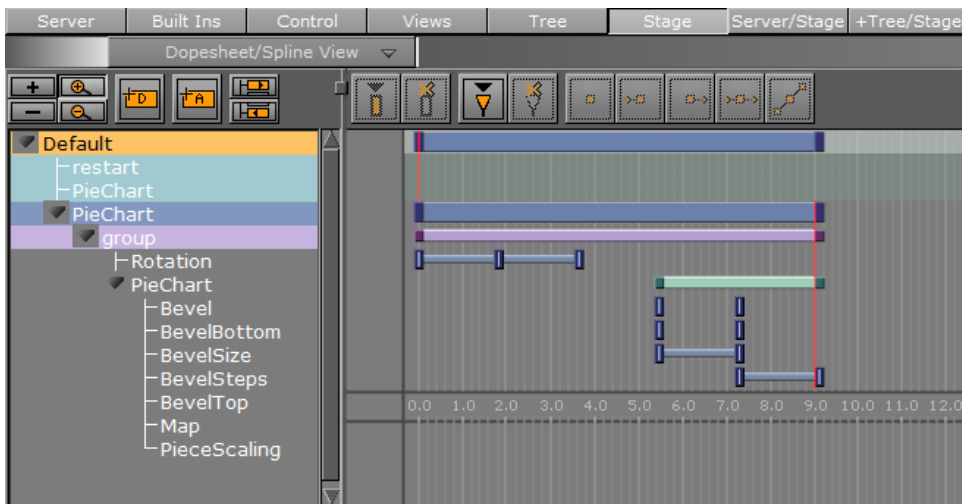 Server Built Ins Control Views Tree Stage Server/Stage +Tree/Stage
Dopesheet/Spline View
+ D A
Default
restart
PieChart
PieChart
group
Rotation
PieChart
Bevel
BevelBottom
BevelSize
BevelSteps
BevelTop
0.0 1.0 2.0 3.0 4.0 5.0 6.0 7.0 8.0 9.0 10.0 11.0 12.0
Map
PieceScaling